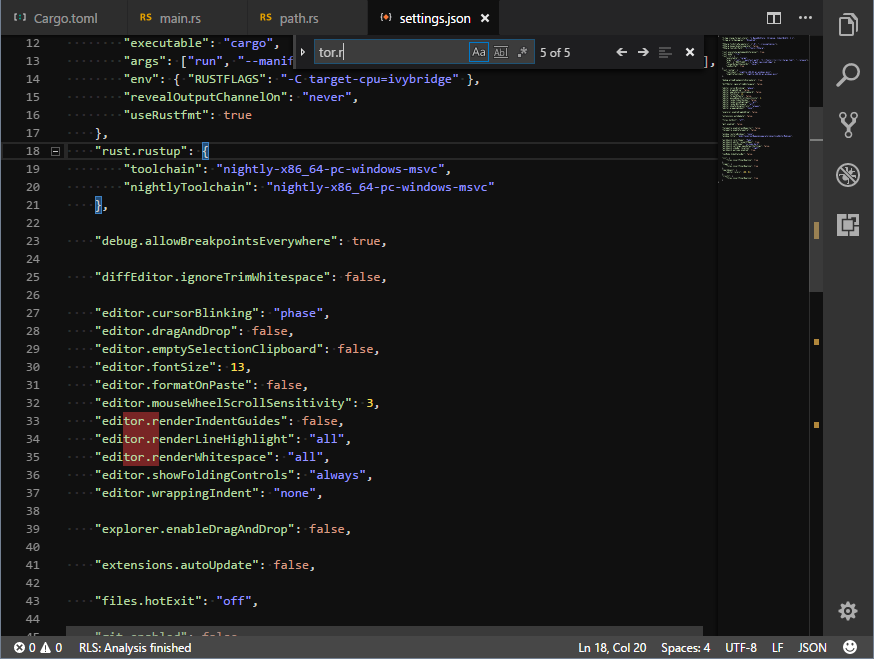 Cargo.toml
RS main.rs
RS path.rs
settings.json
tor.r
Aa Abl .* 5 of 5
12 "executable": "cargo",
13 "args": ["run", "--manif ],
14 "env": { "RUSTFLAGS": "-C target-cpu=ivybridge" },
15 "revealOutputChannelOn": "never",
16 "useRustfmt": true
17 },
18 "rust.rustup": {
19 "toolchain": "nightly-x86_64-pc-windows-msvc",
20 "nightlyToolchain": "nightly-x86_64-pc-windows-msvc"
21 },
22
23 "debug.allowBreakpointsEverywhere": true,
24
25 "diffEditor.ignoreTrimWhitespace": false,
26
27 "editor.cursorBlinking": "phase",
28 "editor.dragAndDrop": false,
29 "editor.emptySelectionClipboard": false,
30 "editor.fontSize": 13,
31 "editor.formatOnPaste": false,
32 "editor.mouseWheelScrollSensitivity": 3,
33 "editor.renderIndentGuides": false,
34 "editor.renderLineHighlight": "all",
35 "editor.renderWhitespace": "all",
36 "editor.showFoldingControls": "always",
37 "editor.wrappingIndent": "none",
38
39 "explorer.enableDragAndDrop": false,
40
41 "extensions.autoUpdate": false,
42
43 "files.hotExit": "off",
44
45 "git.enabled": false
0 0 RLS: Analysis finished Ln 18, Col 20 Spaces: 4 UTF-8 LF JSON